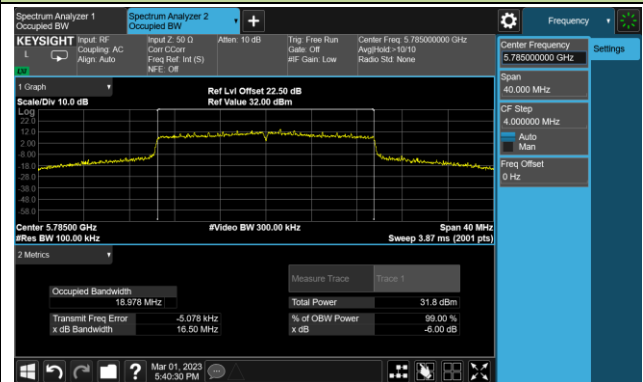 Spectrum Analyzer 1
Occupied BW
Spectrum Analyzer 2
Occupied BW
Frequency
KEYSIGHT
L
Input: RF
Coupling: AC
Align: Auto
Input Z: 50 Ω
Corr CCorr
Freq Ref: Int (S)
NFE: Off
Atten: 10 dB
Trig: Free Run
Gate: Off
#IF Gain: Low
Center Freq: 5.785000000 GHz
Avg|Hold:>10/10
Radio Std: None
Center Frequency
5.785000000 GHz
Settings
Span
40.000 MHz
CF Step
4.000000 MHz
Auto
Man
Freq Offset
0 Hz
1 Graph
Scale/Div 10.0 dB
Ref Lvl Offset 22.50 dB
Ref Value 32.00 dBm
Log
22.0
12.0
2.00
-8.00
-18.0
-28.0
-38.0
-48.0
-58.0
Center 5.78500 GHz
#Video BW 300.00 kHz
Span 40 MHz
#Res BW 100.00 kHz
Sweep 3.87 ms (2001 pts)
2 Metrics
Measure Trace
Trace 1
Occupied Bandwidth
18.978 MHz
Total Power
31.8 dBm
Transmit Freq Error
-5.078 kHz
% of OBW Power
99.00 %
x dB Bandwidth
16.50 MHz
x dB
-6.00 dB
?
Mar 01, 2023
5:40:30 PM